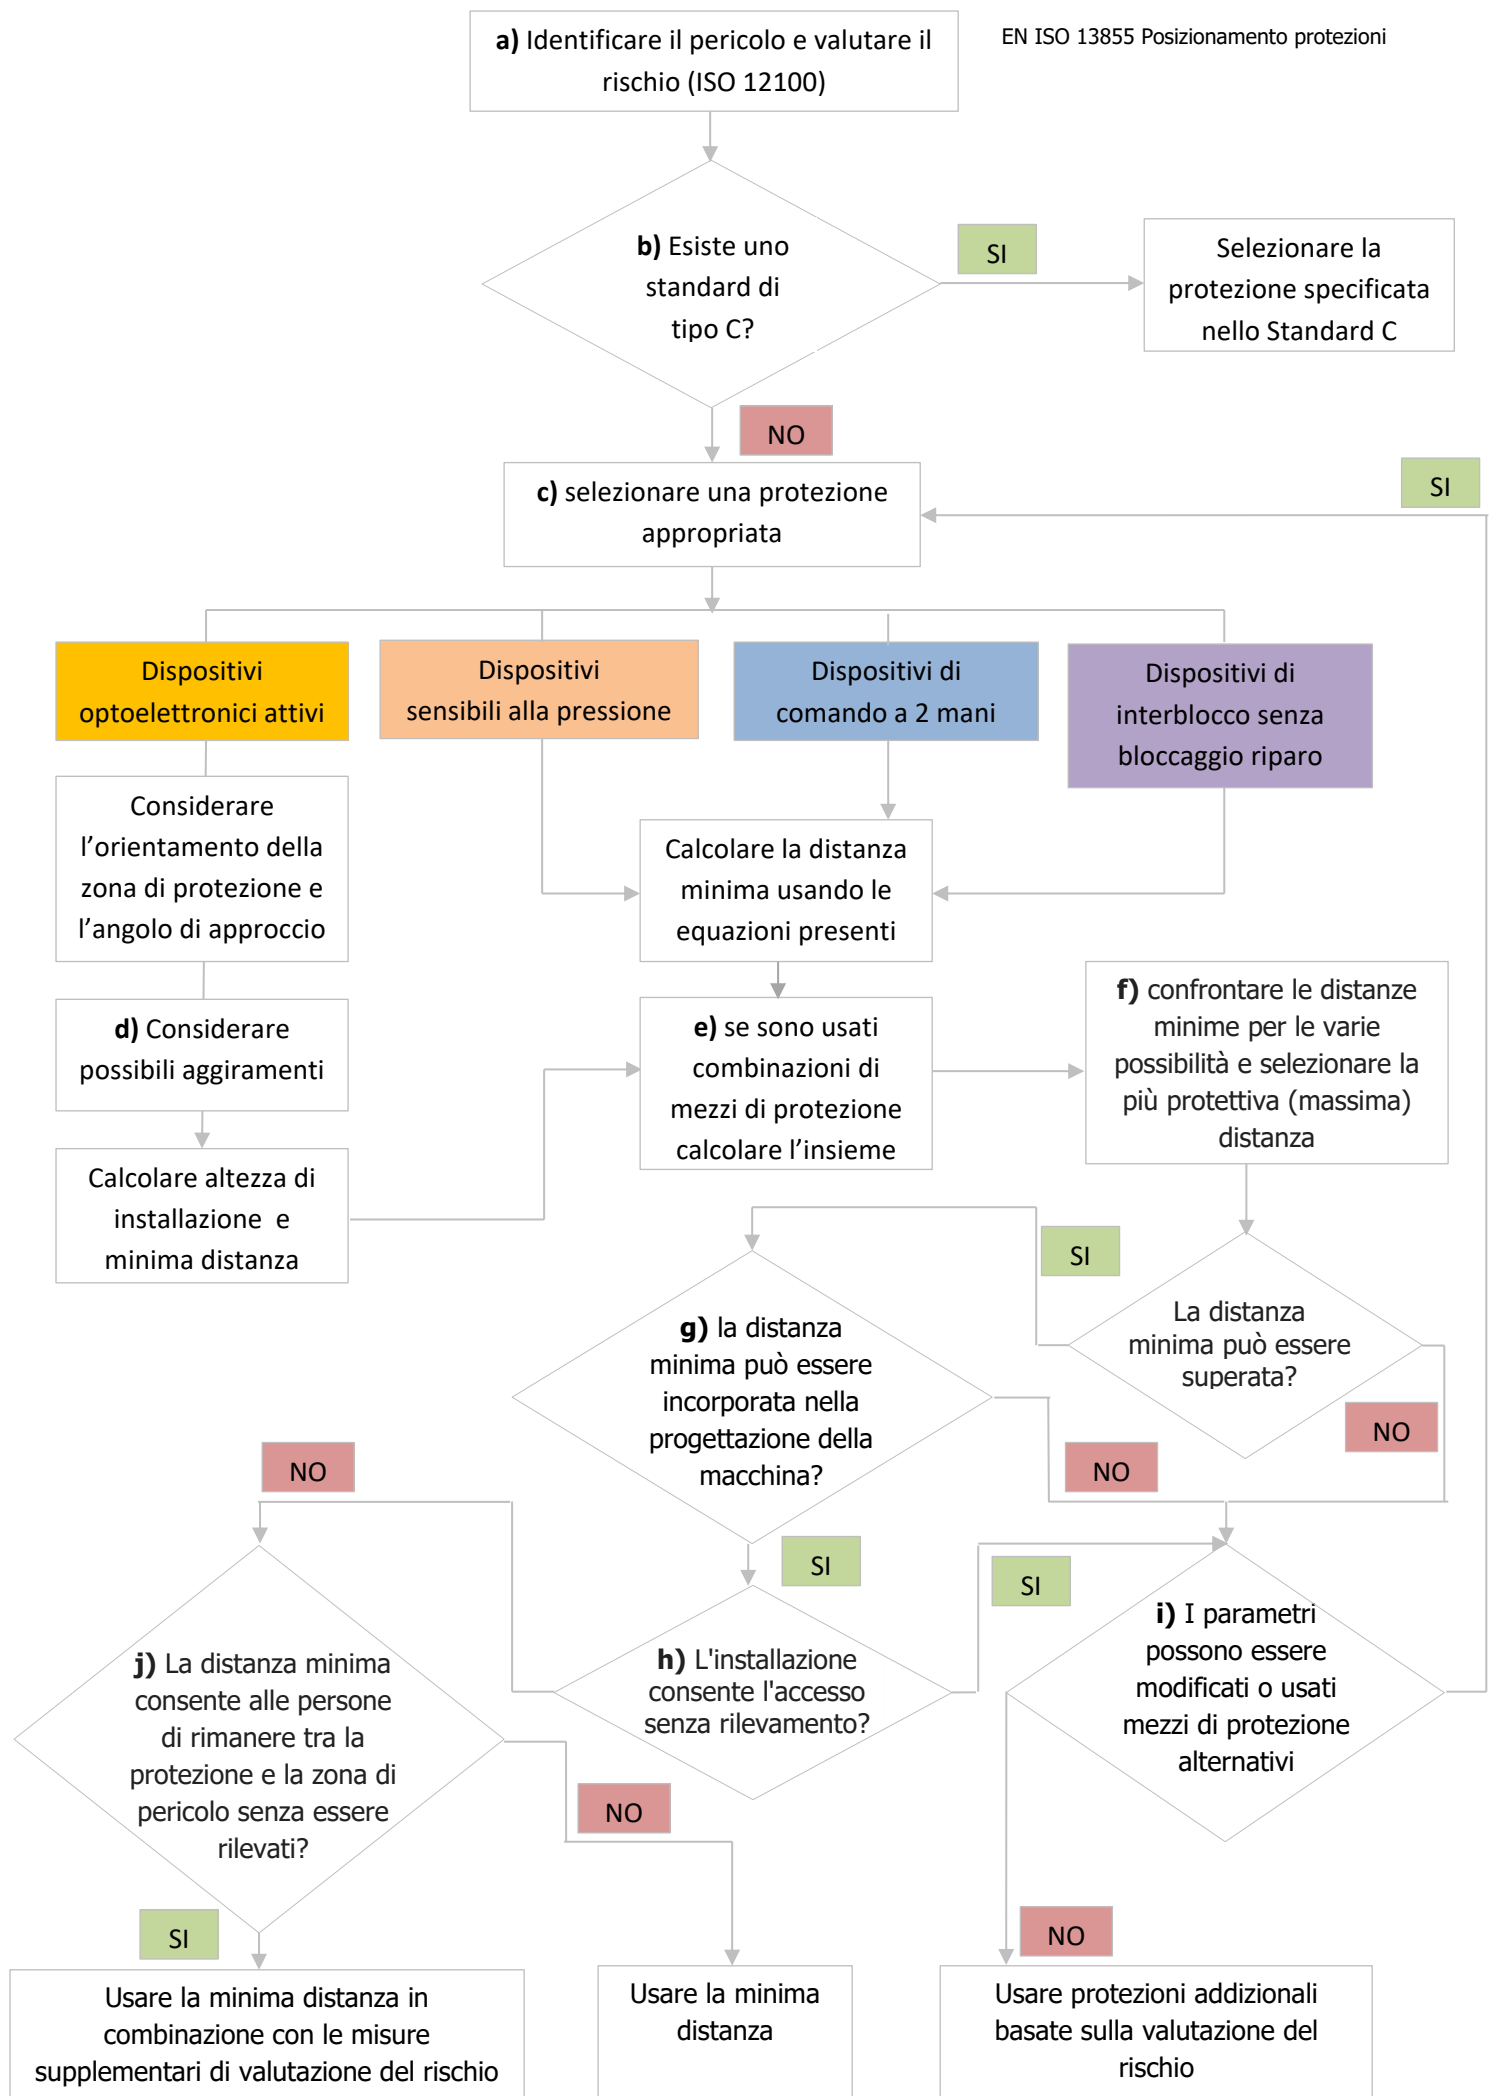 a) Identificare il pericolo e valutare il
rischio (ISO 12100)
EN ISO 13855 Posizionamento protezioni
b) Esiste uno
standard di
tipo C?
SI
Selezionare la
protezione specificata
nello Standard C
NO
c) selezionare una protezione
appropriata
SI
Dispositivi
optoelettronici attivi
Dispositivi
sensibili alla pressione
Dispositivi di
comando a 2 mani
Dispositivi di
interblocco senza
bloccaggio riparo
Considerare
l’orientamento della
zona di protezione e
l’angolo di approccio
Calcolare la distanza
minima usando le
equazioni presenti
d) Considerare
possibili aggiramenti
e) se sono usati
combinazioni di
mezzi di protezione
calcolare l’insieme
f) confrontare le distanze
minime per le varie
possibilità e selezionare la
più protettiva (massima)
distanza
Calcolare altezza di
installazione e
minima distanza
SI
La distanza
minima può essere
superata?
NO
g) la distanza
minima può essere
incorporata nella
progettazione della
macchina?
NO
NO
SI
SI
j) La distanza minima
consente alle persone
di rimanere tra la
protezione e la zona di
pericolo senza essere
rilevati?
h) L'installazione
consente l'accesso
senza rilevamento?
i) I parametri
possono essere
modificati o usati
mezzi di protezione
alternativi
NO
SI
NO
Usare la minima distanza in
combinazione con le misure
supplementari di valutazione del rischio
Usare la minima
distanza
Usare protezioni addizionali
basate sulla valutazione del
rischio